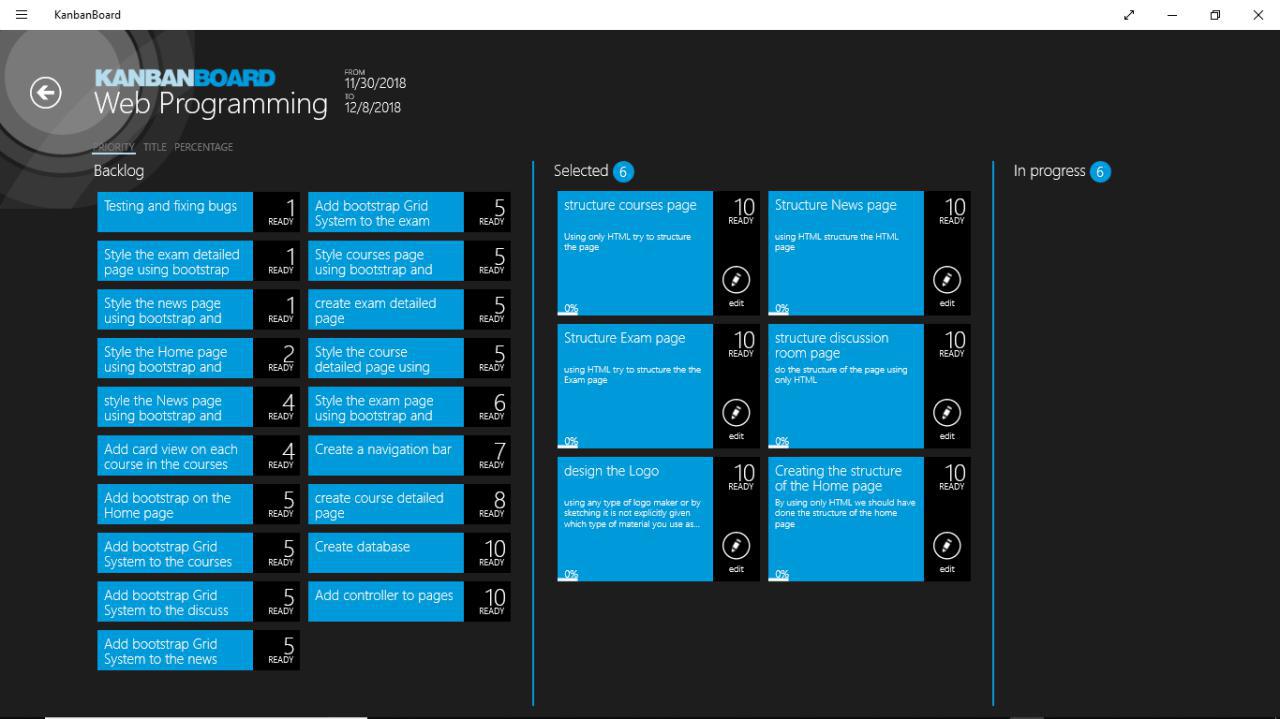 KanbanBoard
KANBANBOARD
Web Programming
FROM
11/30/2018
TO
12/8/2018
PRIORITY TITLE PERCENTAGE
Backlog
Testing and fixing bugs
1
READY
Style the exam detailed
page using bootstrap
1
READY
Style the news page
using bootstrap and
1
READY
Style the Home page
using bootstrap and
2
READY
style the News page
using bootstrap and
4
READY
Add card view on each
course in the courses
4
READY
Add bootstrap on the
Home page
5
READY
Add bootstrap Grid
System to the courses
5
READY
Add bootstrap Grid
System to the discuss
5
READY
Add bootstrap Grid
System to the news
5
READY
Add bootstrap Grid
System to the exam
5
READY
Style courses page
using bootstrap and
5
READY
create exam detailed
page
5
READY
Style the course
detailed page using
5
READY
Style the exam page
using bootstrap and
6
READY
Create a navigation bar
7
READY
create course detailed
page
8
READY
Create database
10
READY
Add controller to pages
10
READY
Selected 6
structure courses page
Using only HTML try to structure
the page
0%
10
READY
edit
Structure News page
using HTML structure the HTML
page
0%
10
READY
edit
Structure Exam page
using HTML try to structure the the
Exam page
0%
10
READY
edit
structure discussion
room page
do the structure of the page using
only HTML
0%
10
READY
edit
design the Logo
using any type of logo maker or by
sketching it is not explicitly given
which type of material you use as...
0%
10
READY
edit
Creating the structure
of the Home page
By using only HTML we should have
done the structure of the home
page
0%
10
READY
edit
In progress 6